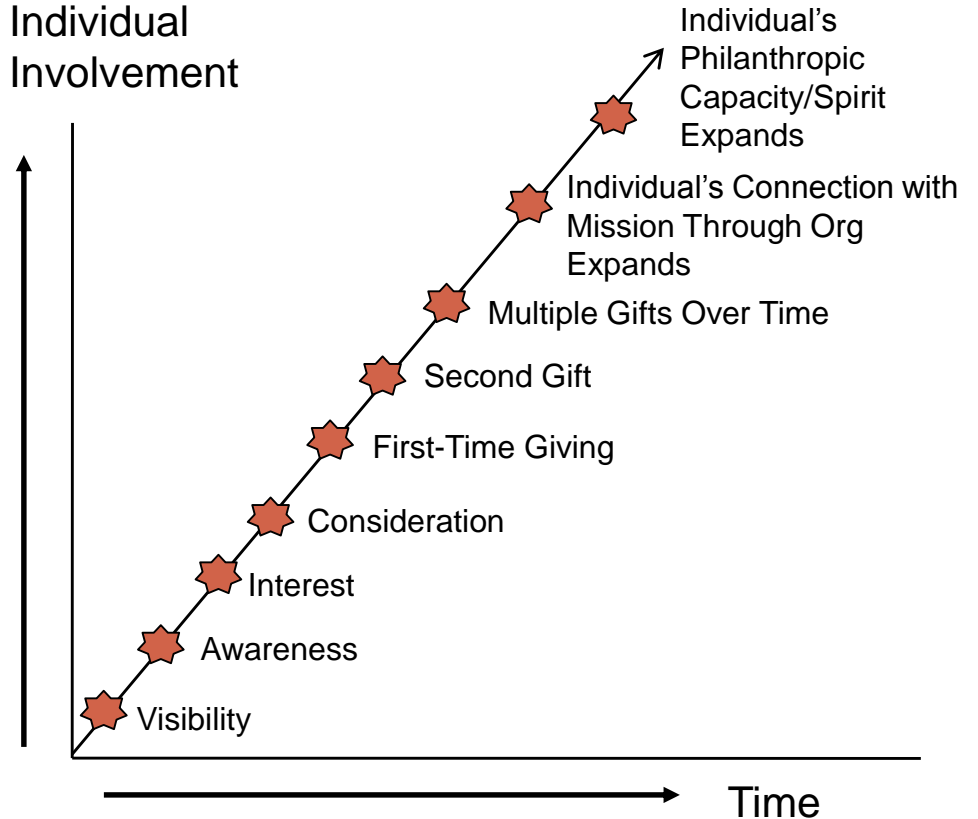 Individual
Involvement
Individual’s
Philanthropic
Capacity/Spirit
Expands
Individual’s Connection with
Mission Through Org
Expands
Multiple Gifts Over Time
Second Gift
First-Time Giving
Consideration
Interest
Awareness
Visibility
Time